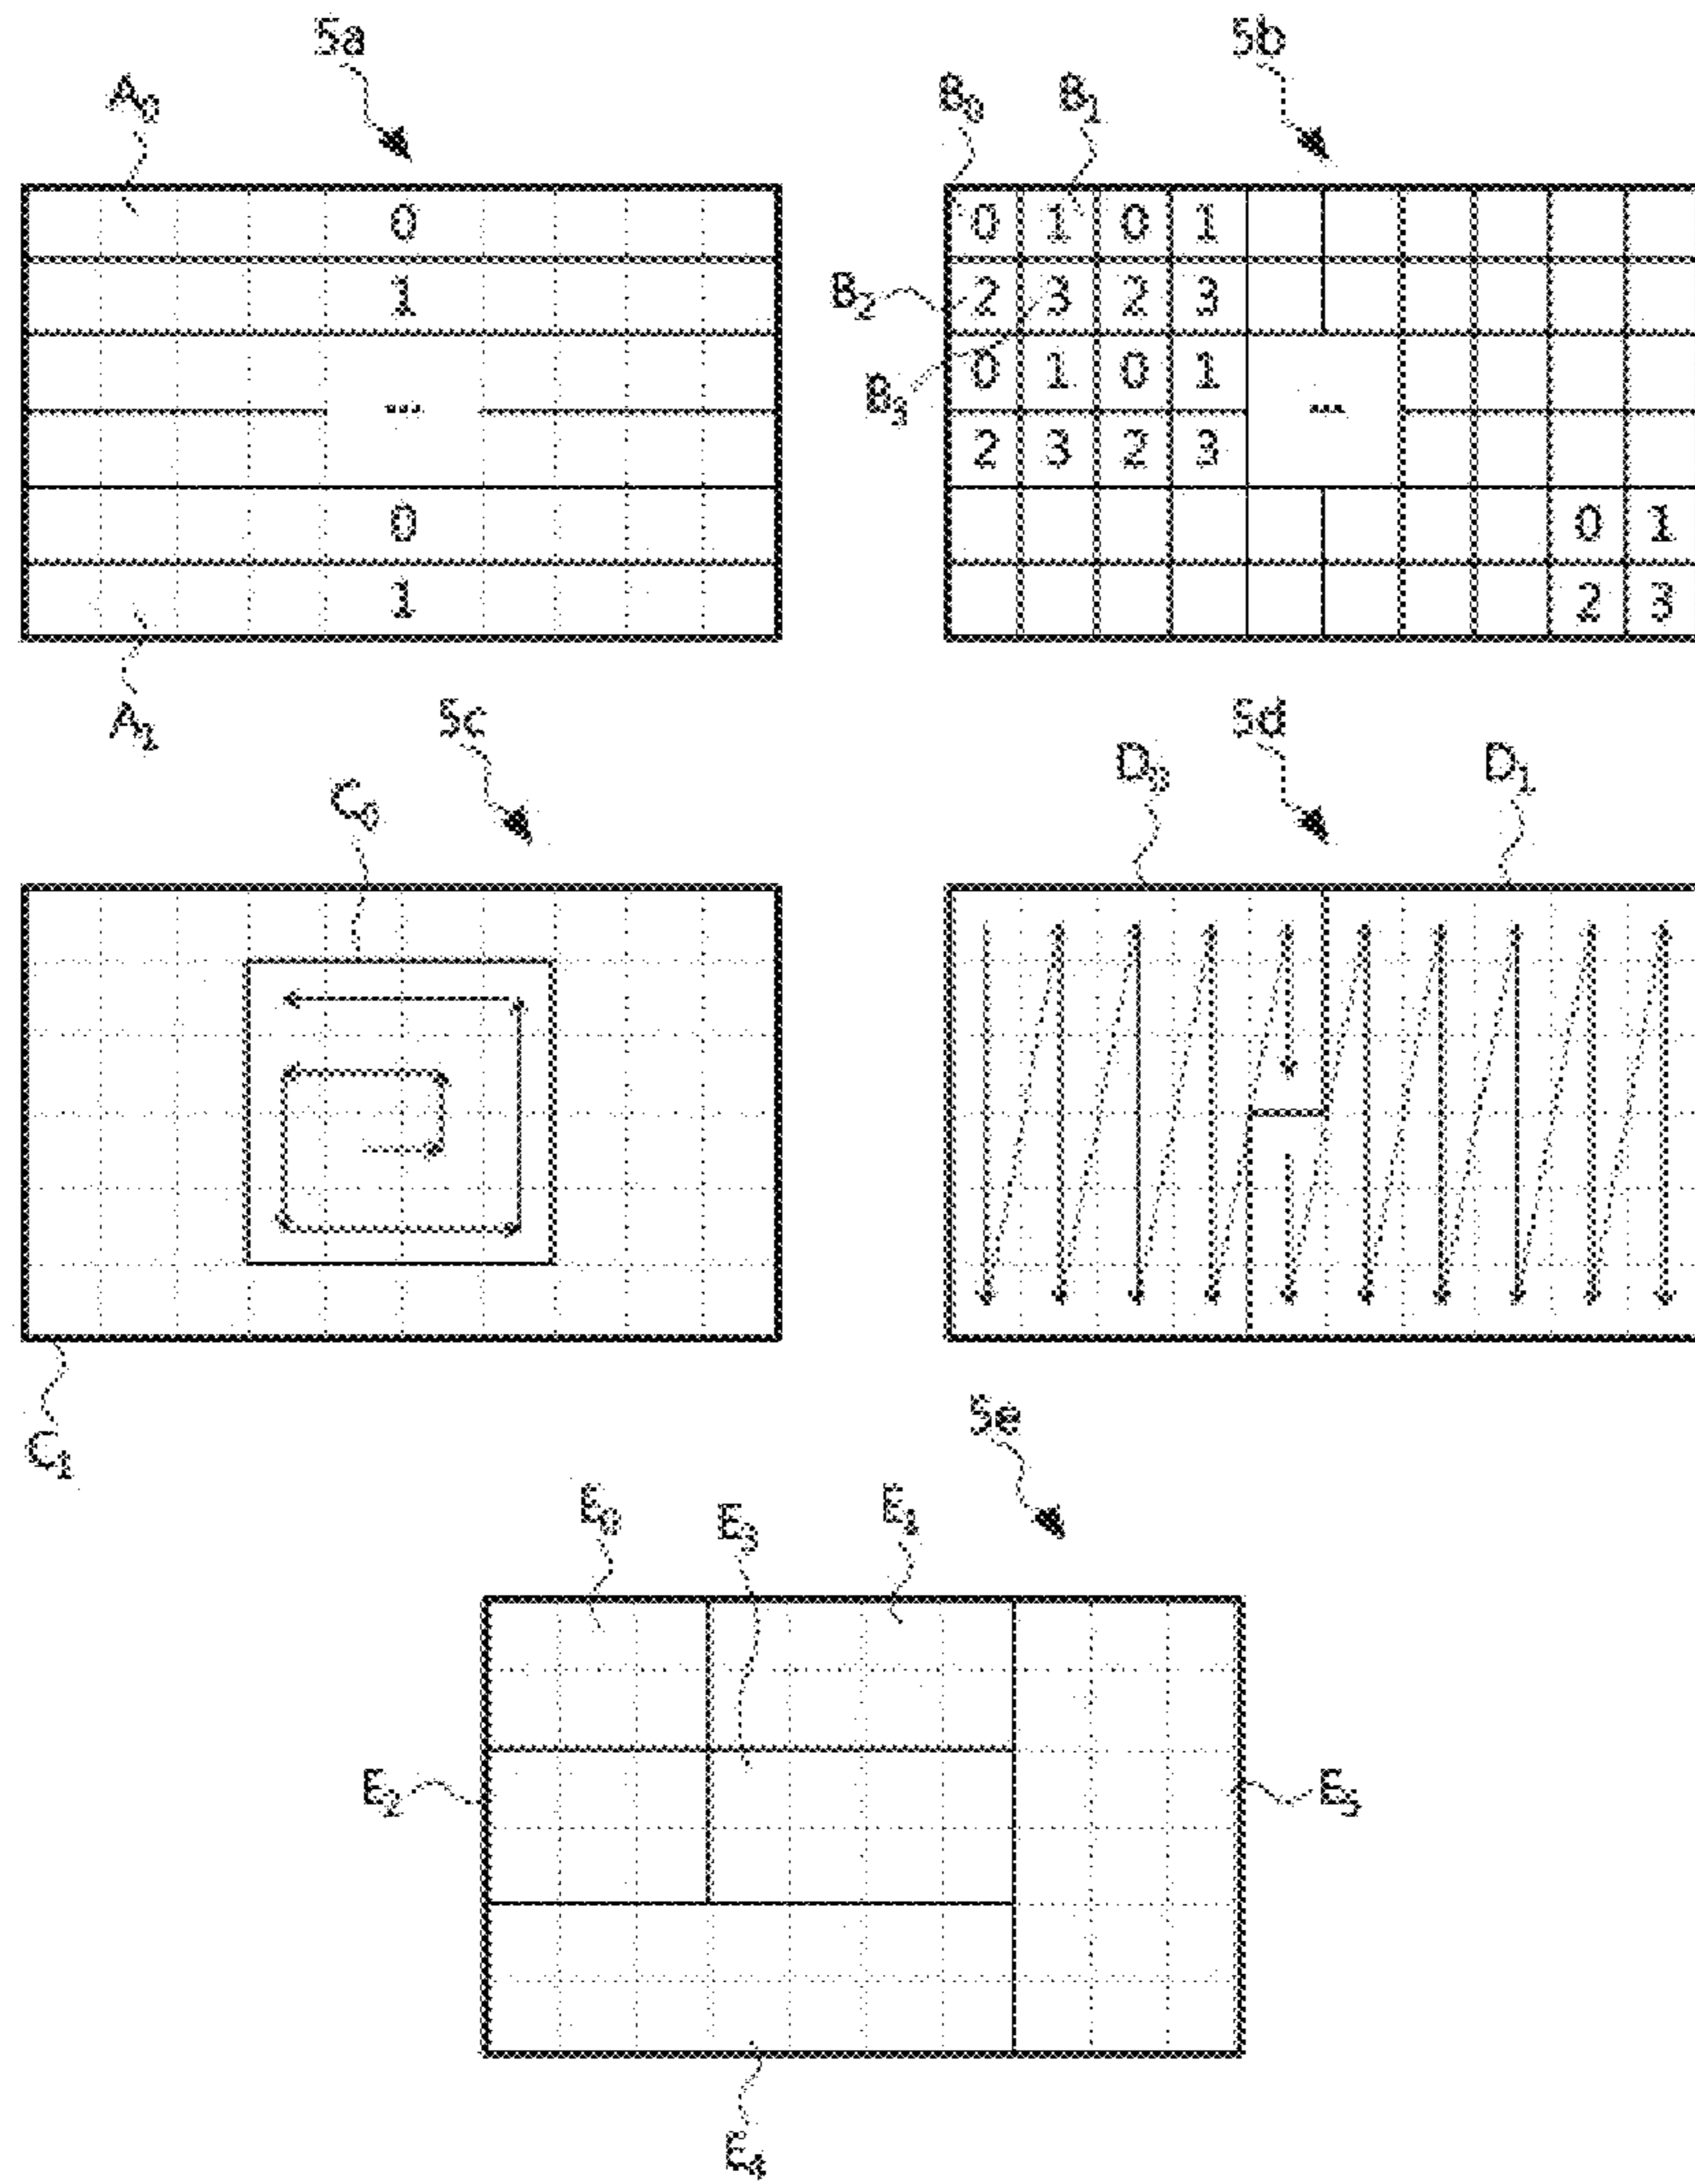 5a 5b
A0 B0 B1
0 0 1 0 1
1 B2 2 3 2 3
... B3 0 1 0 1 ...
2 3 2 3
0 0 1
1 2 3
A1 5c 5d
C0 D0 D1
C1 5e
E0 E3 E1
E2 E5
E4